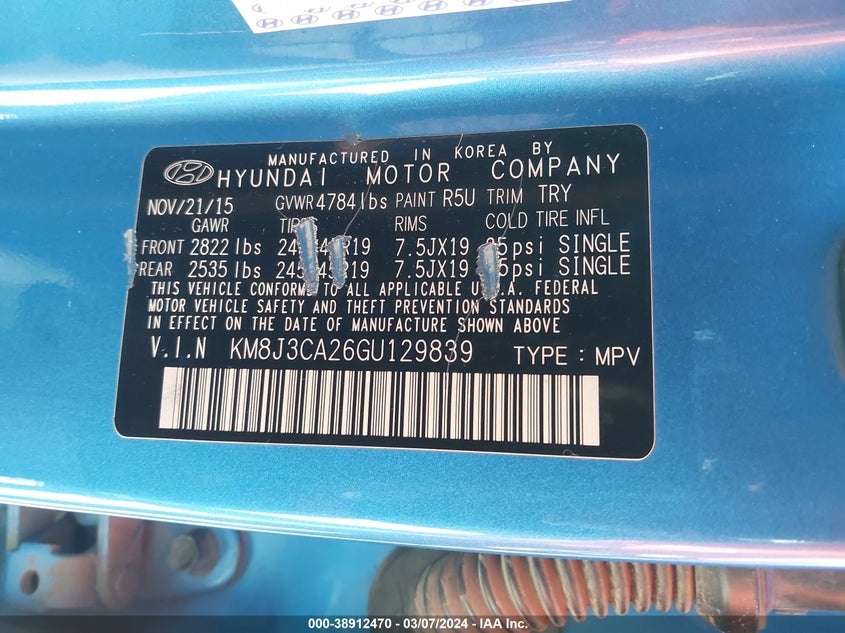 MANUFACTURED IN KOREA BY
HYUNDAI MOTOR COMPANY
NOV/21/15 GVWR 4784 lbs PAINT R5U TRIM TRY
GAWR RIMS COLD TIRE INFL
FRONT 2822 lbs 7.5JX19 SINGLE
REAR 2535 lbs 7.5JX19 SINGLE
THIS VEHICLE CONFORMS TO ALL APPLICABLE U.S.A. FEDERAL
MOTOR VEHICLE SAFETY AND THEFT PREVENTION STANDARDS
IN EFFECT ON THE DATE OF MANUFACTURE SHOWN ABOVE
V.I.N KM8J3CA26GU129839 TYPE : MPV
000-38912470 - 03/07/2024 - IAA Inc.